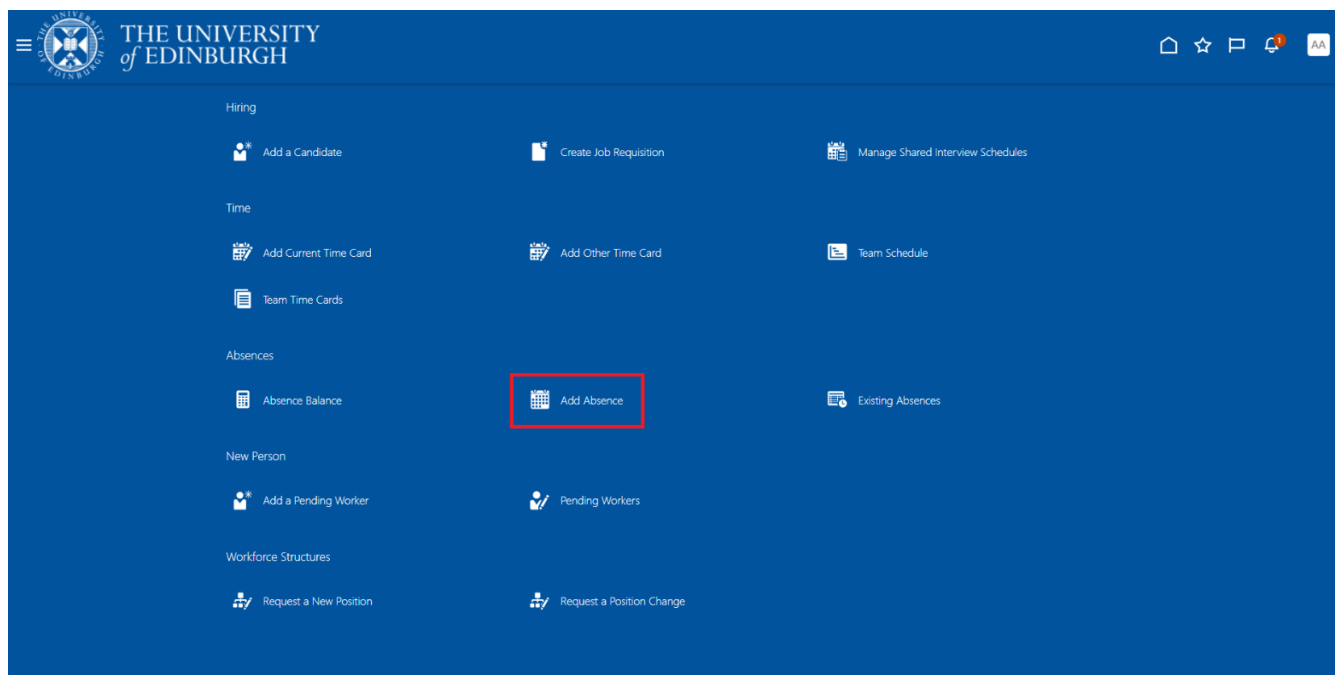 THE UNIVERSITY
of EDINBURGH
1
AA
Hiring
Add a Candidate
Create Job Requisition
Manage Shared Interview Schedules
Time
Add Current Time Card
Add Other Time Card
Team Schedule
Team Time Cards
Absences
Absence Balance
Add Absence
Existing Absences
New Person
Add a Pending Worker
Pending Workers
Workforce Structures
Request a New Position
Request a Position Change